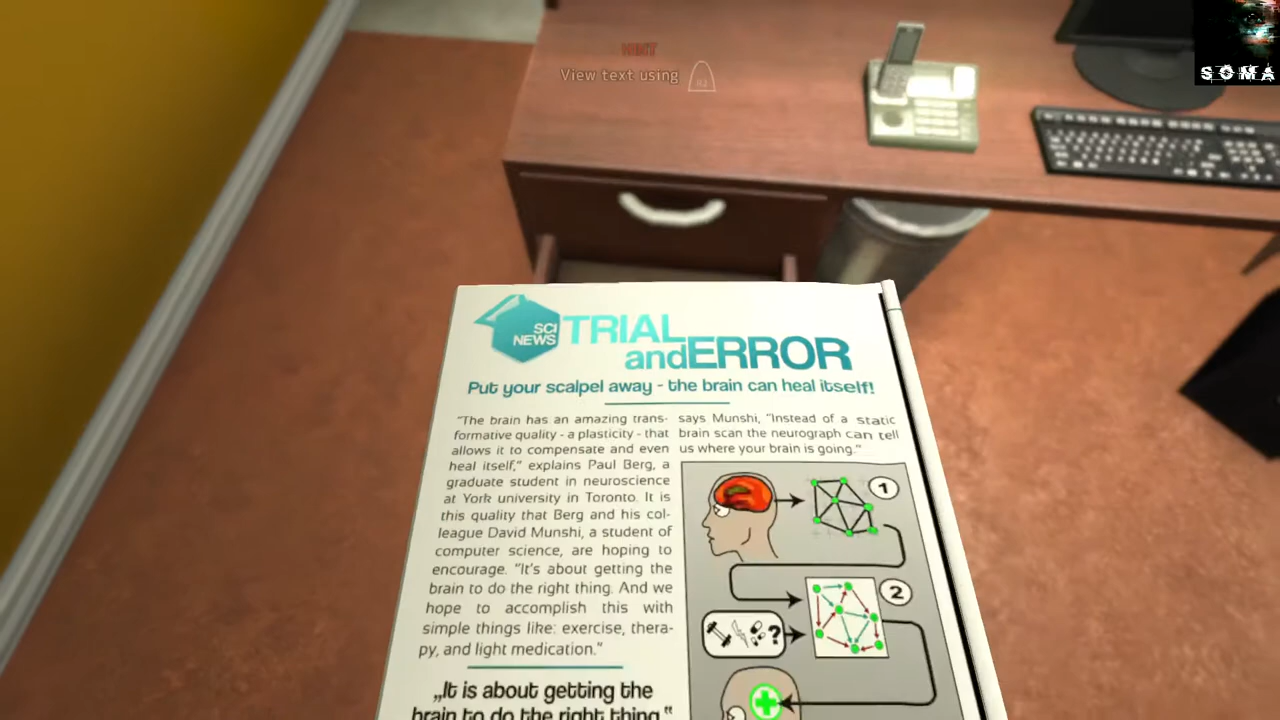 HINT
View text using
R2
SOMA
SCI
NEWS
TRIAL
andERROR
Put your scalpel away - the brain can heal itself!
"The brain has an amazing trans-
formative quality - a plasticity - that
allows it to compensate and even
heal itself," explains Paul Berg, a
graduate student in neuroscience
at York university in Toronto. It is
this quality that Berg and his col-
league David Munshi, a student of
computer science, are hoping to
encourage. "It's about getting the
brain to do the right thing. And we
hope to accomplish this with
simple things like: exercise, thera-
py, and light medication."
„It is about getting the
brain to do the right thing."
says Munshi, "Instead of a static
brain scan the neurograph can tell
us where your brain is going."
1
2
?